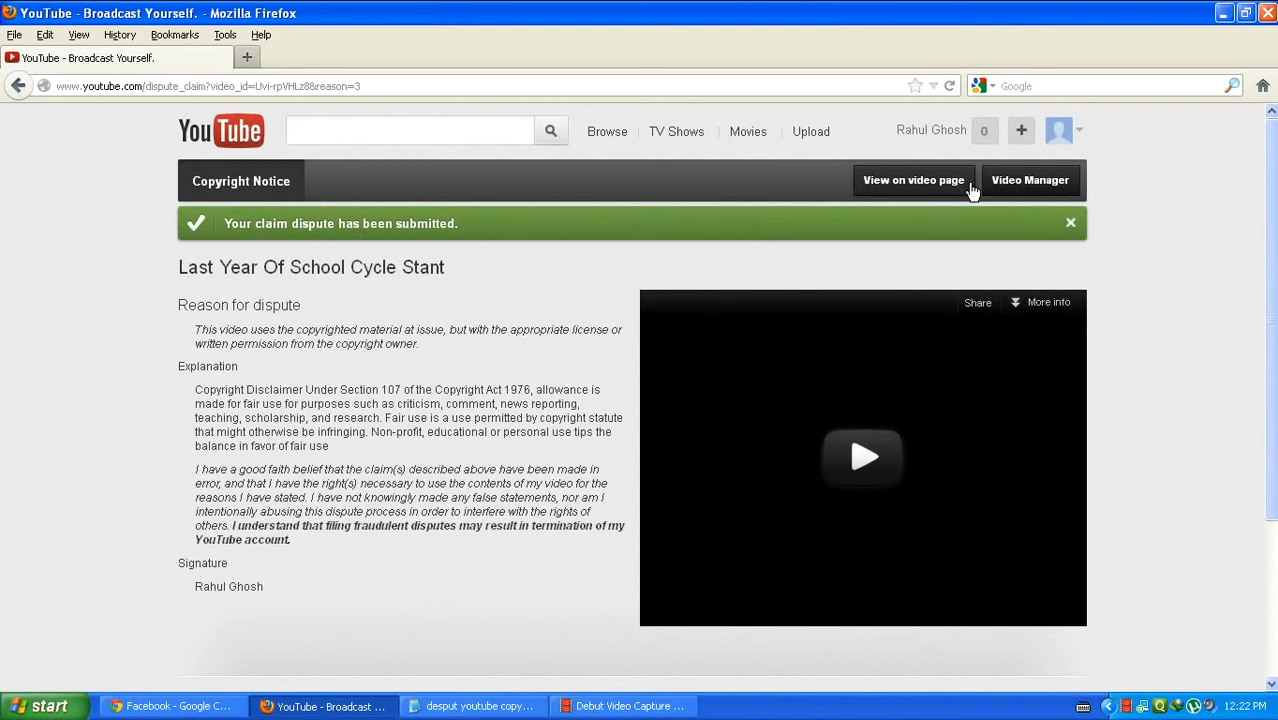 YouTube - Broadcast Yourself. - Mozilla Firefox
File Edit View History Bookmarks Tools Help
YouTube - Broadcast Yourself.
www.youtube.com/dispute_claim?video_id=Uvi-rpVHLz8&reason=3
Google
YouTube
Browse TV Shows Movies Upload
Rahul Ghosh 0
Copyright Notice
View on video page Video Manager
Your claim dispute has been submitted.
Last Year Of School Cycle Stant
Reason for dispute
This video uses the copyrighted material at issue, but with the appropriate license or
written permission from the copyright owner.
Explanation
Copyright Disclaimer Under Section 107 of the Copyright Act 1976, allowance is
made for fair use for purposes such as criticism, comment, news reporting,
teaching, scholarship, and research. Fair use is a use permitted by copyright statute
that might otherwise be infringing. Non-profit, educational or personal use tips the
balance in favor of fair use
I have a good faith belief that the claim(s) described above have been made in
error, and that I have the right(s) necessary to use the contents of my video for the
reasons I have stated. I have not knowingly made any false statements, nor am I
intentionally abusing this dispute process in order to interfere with the rights of
others. I understand that filing fraudulent disputes may result in termination of my
YouTube account.
Signature
Rahul Ghosh
Share More info
start
Facebook - Google C...
YouTube - Broadcast ...
desput youtube copy...
Debut Video Capture ...
12:22 PM